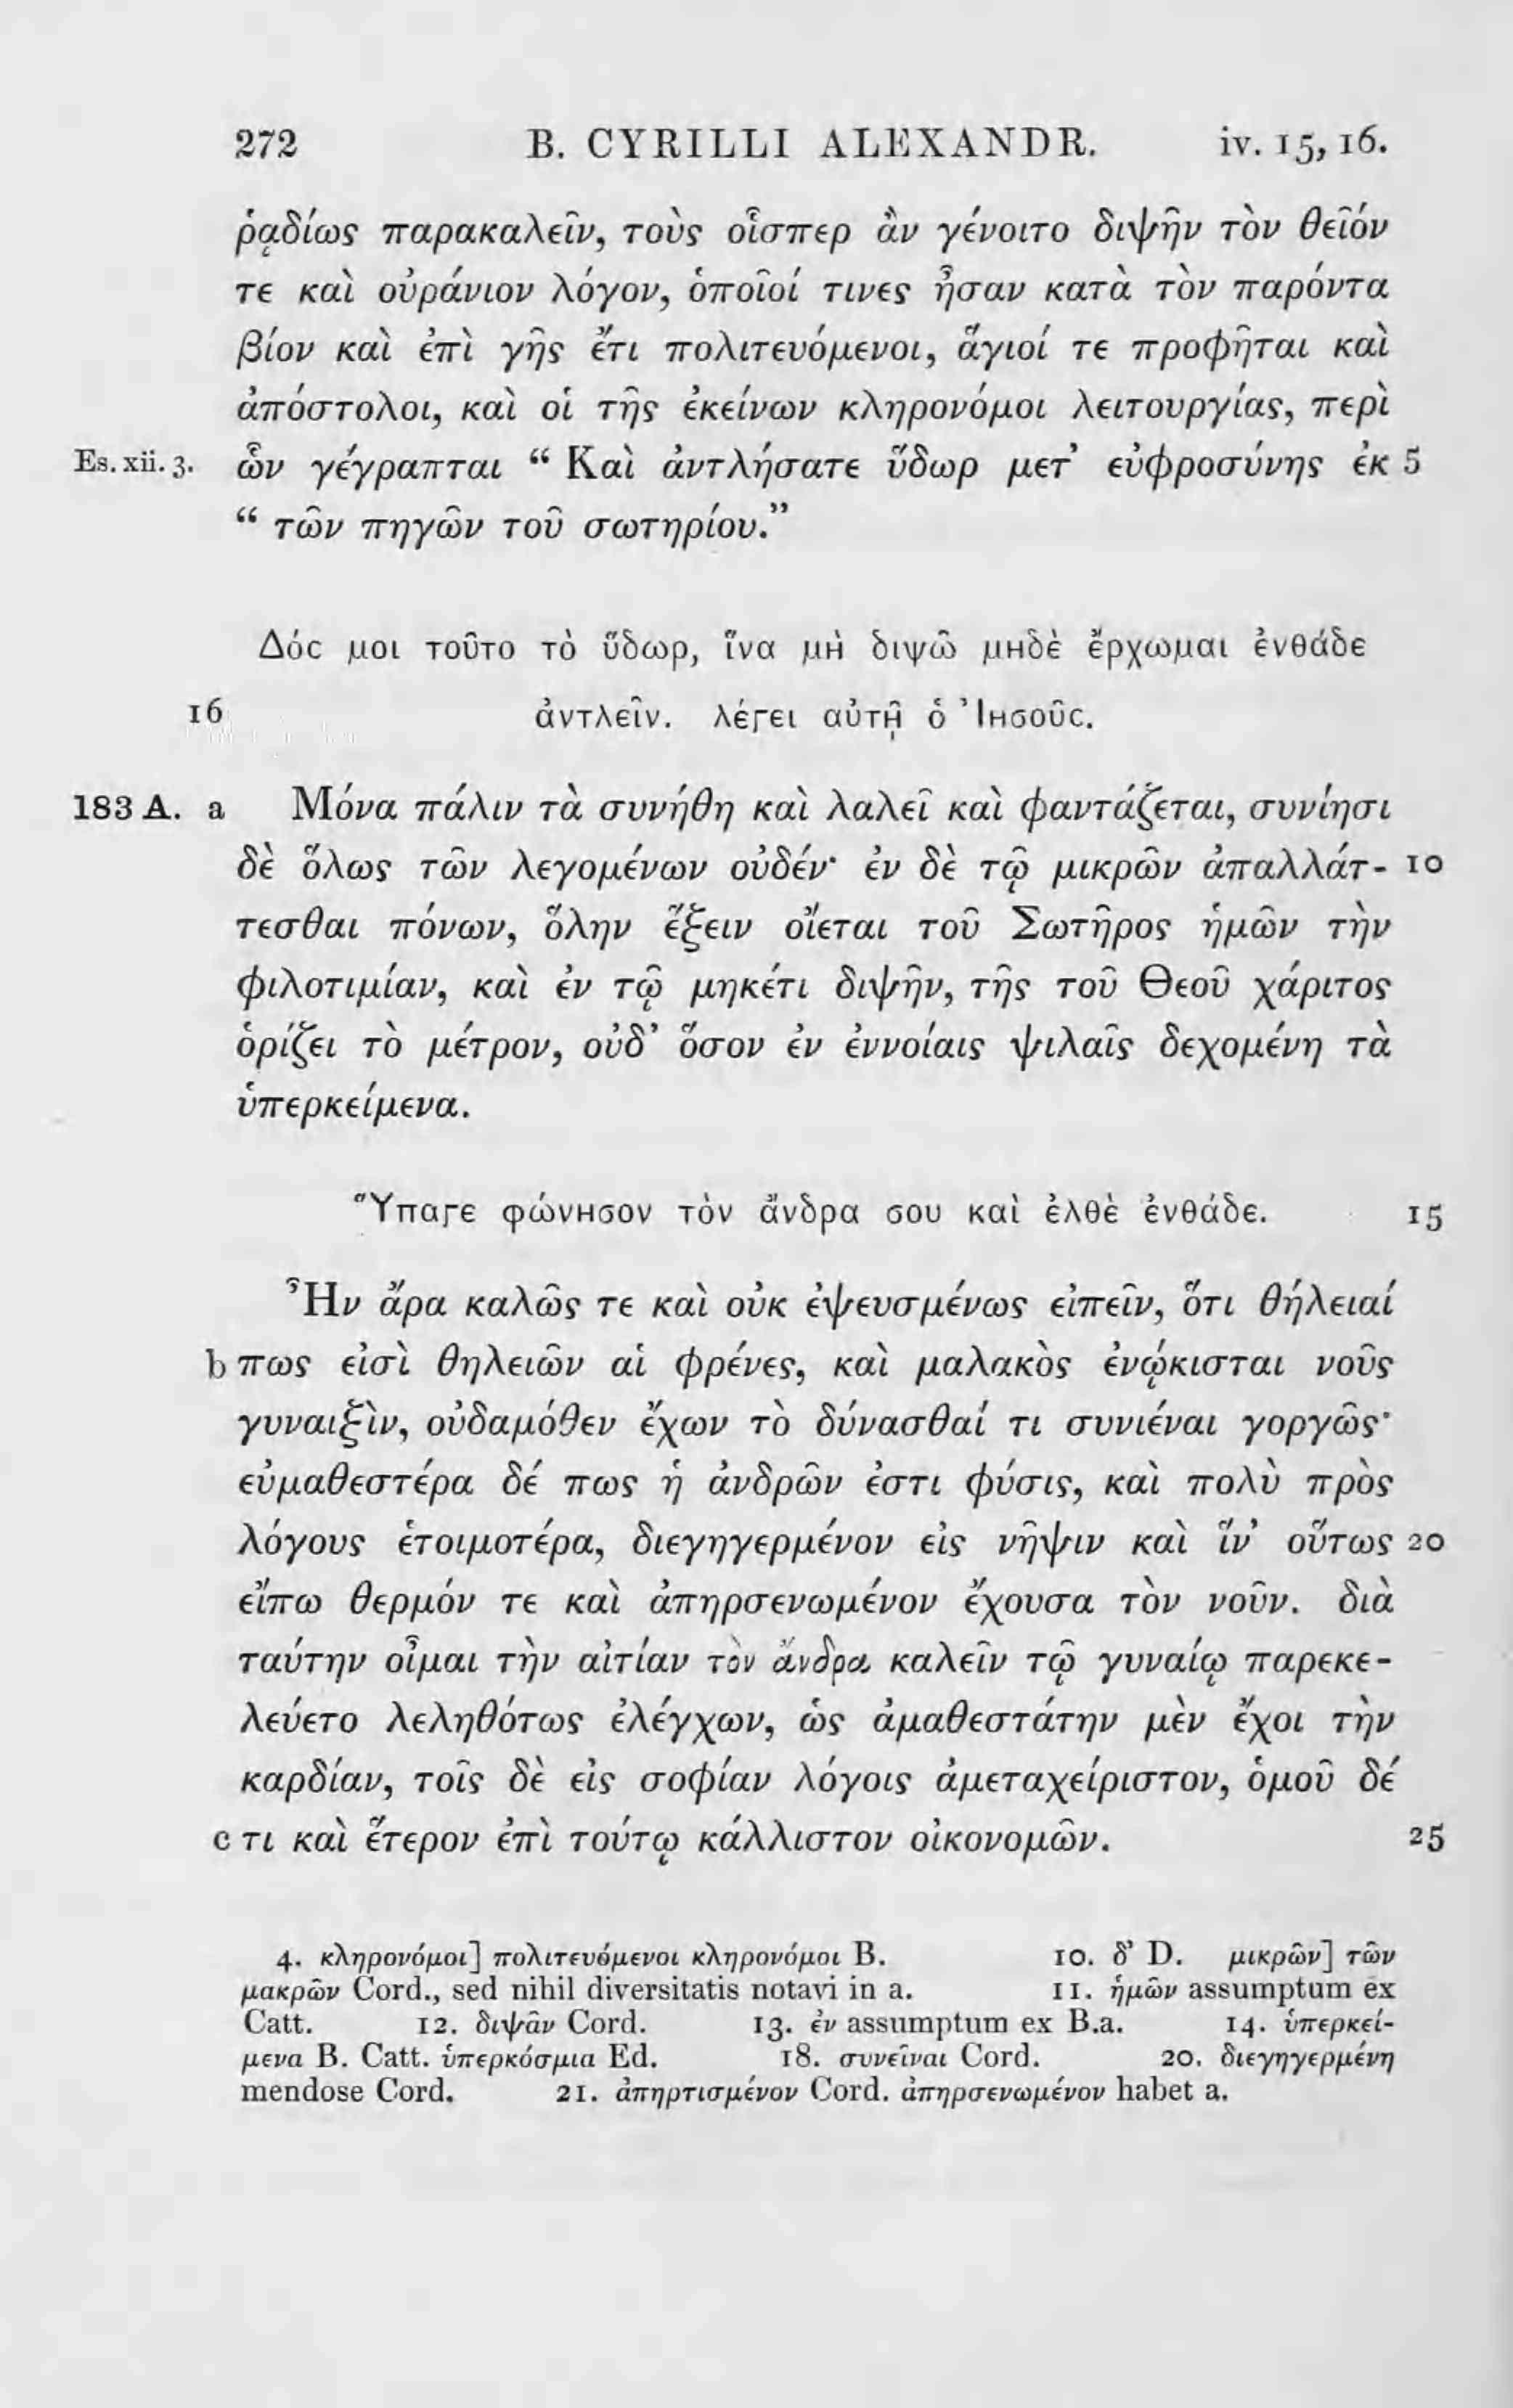 272 B. CYRILLI ALEXANDR. iv. 15, 16.
ῥᾳδίως παρακαλεῖν, τοὺς οἷσπερ ἂν γένοιτο διψῆν τὸν θεῖόν
τε καὶ οὐράνιον λόγον, ὁποῖοί τινες ἦσαν κατὰ τὸν παρόντα
βίον καὶ ἐπὶ γῆς ἔτι πολιτευόμενοι, ἅγιοί τε προφῆται καὶ
ἀπόστολοι, καὶ οἱ τῆς ἐκείνων κληρονόμοι λειτουργίας, περὶ
Es. xii. 3. ὧν γέγραπται “ Καὶ ἀντλήσατε ὕδωρ μετ’ εὐφροσύνης ἐκ 5
“ τῶν πηγῶν τοῦ σωτηρίου.”
Δός μοι τοῦτο τὸ ὕδωρ, ἵνα μὴ διψῶ μηδὲ ἔρχωμαι ἐνθάδε
16 ἀντλεῖν. λέγει αὐτῇ ὁ Ἰησοῦς.
183 A. a Μόνα πάλιν τὰ συνήθη καὶ λαλεῖ καὶ φαντάζεται, συνίησι
δὲ ὅλως τῶν λεγομένων οὐδέν· ἐν δὲ τῷ μικρῶν ἀπαλλάτ- 10
τεσθαι πόνων, ὅλην ἕξειν οἴεται τοῦ Σωτῆρος ἡμῶν τὴν
φιλοτιμίαν, καὶ ἐν τῷ μηκέτι διψῆν, τῆς τοῦ Θεοῦ χάριτος
ὁρίζει τὸ μέτρον, οὐδ’ ὅσον ἐν ἐννοίαις ψιλαῖς δεχομένη τὰ
ὑπερκείμενα.
Ὕπαγε φώνησον τὸν ἄνδρα σου καὶ ἐλθὲ ἐνθάδε. 15
Ἦν ἄρα καλῶς τε καὶ οὐκ ἐψευσμένως εἰπεῖν, ὅτι θήλειαί
b πως εἰσὶ θηλειῶν αἱ φρένες, καὶ μαλακὸς ἐνῴκισται νοῦς
γυναιξὶν, οὐδαμόθεν ἔχων τὸ δύνασθαί τι συνιέναι γοργῶς·
εὐμαθεστέρα δέ πως ἡ ἀνδρῶν ἐστι φύσις, καὶ πολὺ πρὸς
λόγους ἑτοιμοτέρα, διεγηγερμένον εἰς νῆψιν καὶ ἵν’ οὕτως 20
εἴπω θερμόν τε καὶ ἀπηρσενωμένον ἔχουσα τὸν νοῦν. διὰ
ταύτην οἶμαι τὴν αἰτίαν τὸν ἄνδρα καλεῖν τῷ γυναίῳ παρεκε-
λεύετο λεληθότως ἐλέγχων, ὡς ἀμαθεστάτην μὲν ἔχοι τὴν
καρδίαν, τοῖς δὲ εἰς σοφίαν λόγοις ἀμεταχείριστον, ὁμοῦ δέ
c τι καὶ ἕτερον ἐπὶ τούτῳ κάλλιστον οἰκονομῶν. 25
4. κληρονόμοι] πολιτευόμενοι κληρονόμοι B. 10. δ’ D. μικρῶν] τῶν
μακρῶν Cord., sed nihil diversitatis notavi in a. 11. ἡμῶν assumptum ex
Catt. 12. διψᾶν Cord. 13. ἐν assumptum ex B.a. 14. ὑπερκεί-
μενα B. Catt. ὑπερκόσμια Ed. 18. συνεῖναι Cord. 20. διεγηγερμένη
mendose Cord. 21. ἀπηρτισμένον Cord. ἀπηρσενωμένον habet a.